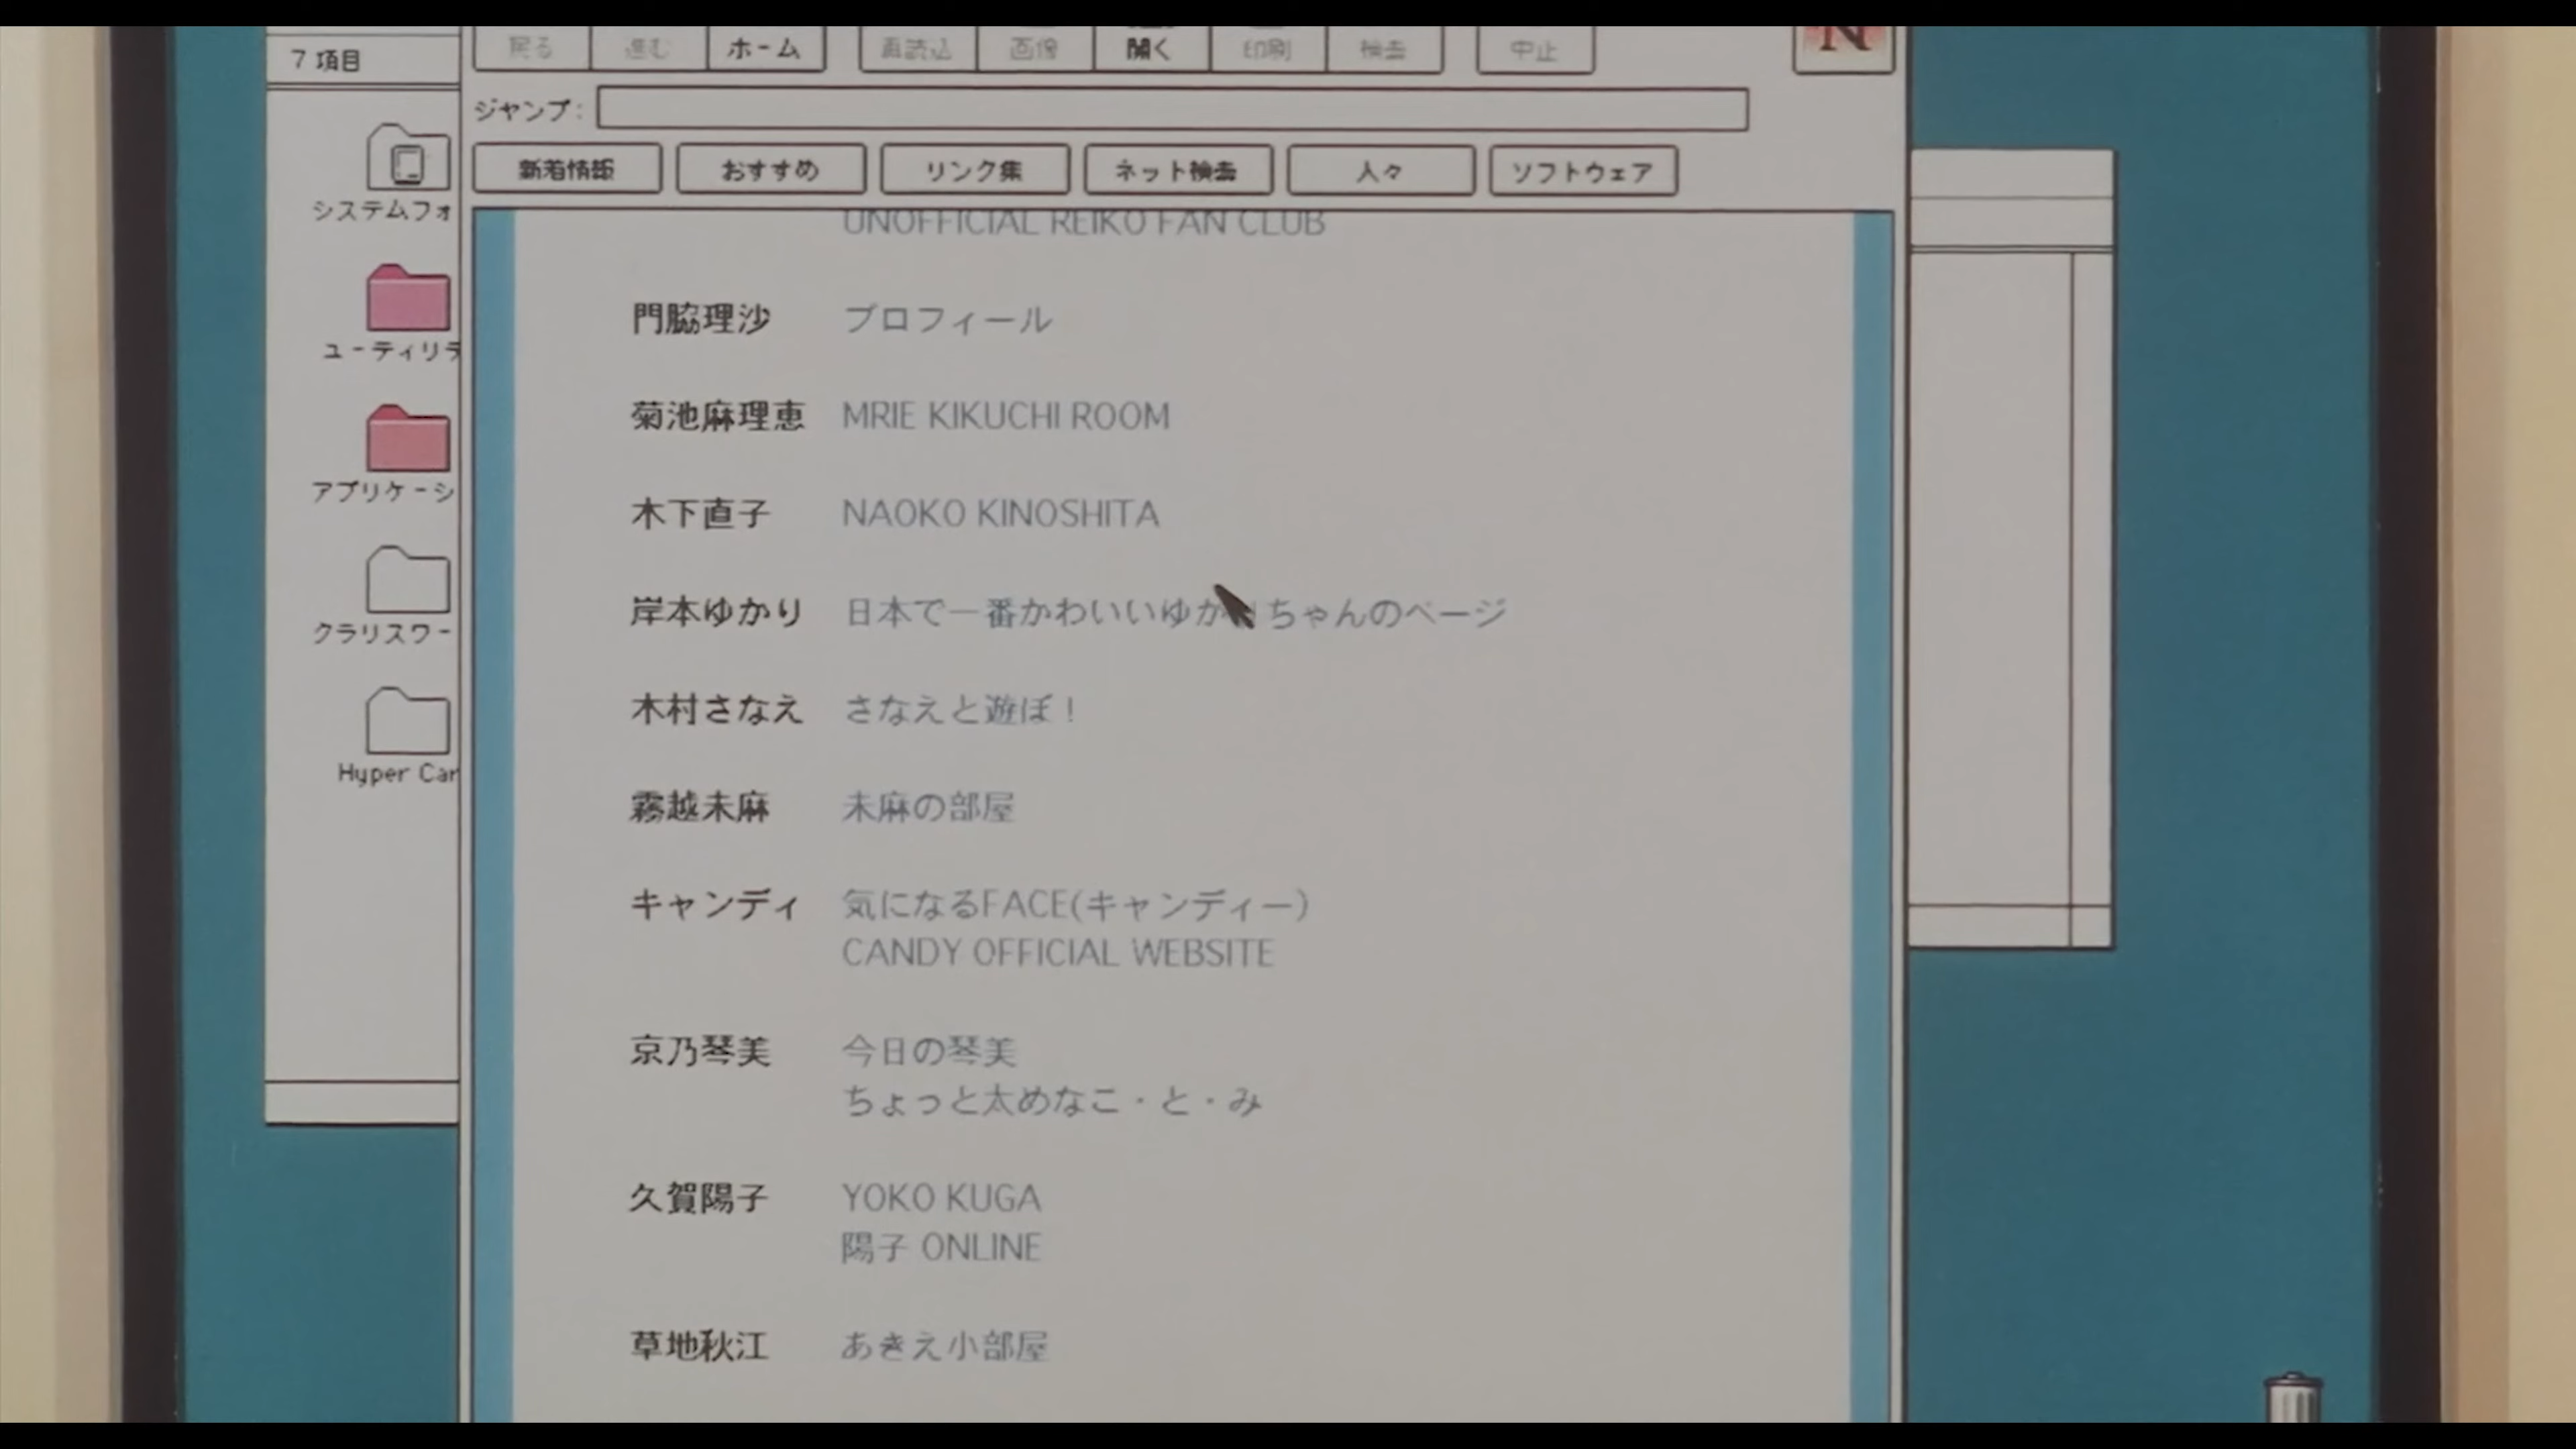 7 項目
戻る 進む ホーム 再読込 画像 開く 印刷 検索 中止
N
ジャンプ:
新着情報 おすすめ リンク集 ネット検索 人々 ソフトウェア
システムフォ
ユーティリテ
アプリケーシ
クラリスワー
Hyper Car
UNOFFICIAL REIKO FAN CLUB
門脇理沙 プロフィール
菊池麻理恵 MRIE KIKUCHI ROOM
木下直子 NAOKO KINOSHITA
岸本ゆかり 日本で一番かわいいゆかりちゃんのページ
木村さなえ さなえと遊ぼ！
霧越未麻 未麻の部屋
キャンディ 気になるFACE(キャンディー)
CANDY OFFICIAL WEBSITE
京乃琴美 今日の琴美
ちょっと太めなこ・と・み
久賀陽子 YOKO KUGA
陽子 ONLINE
草地秋江 あきえ小部屋